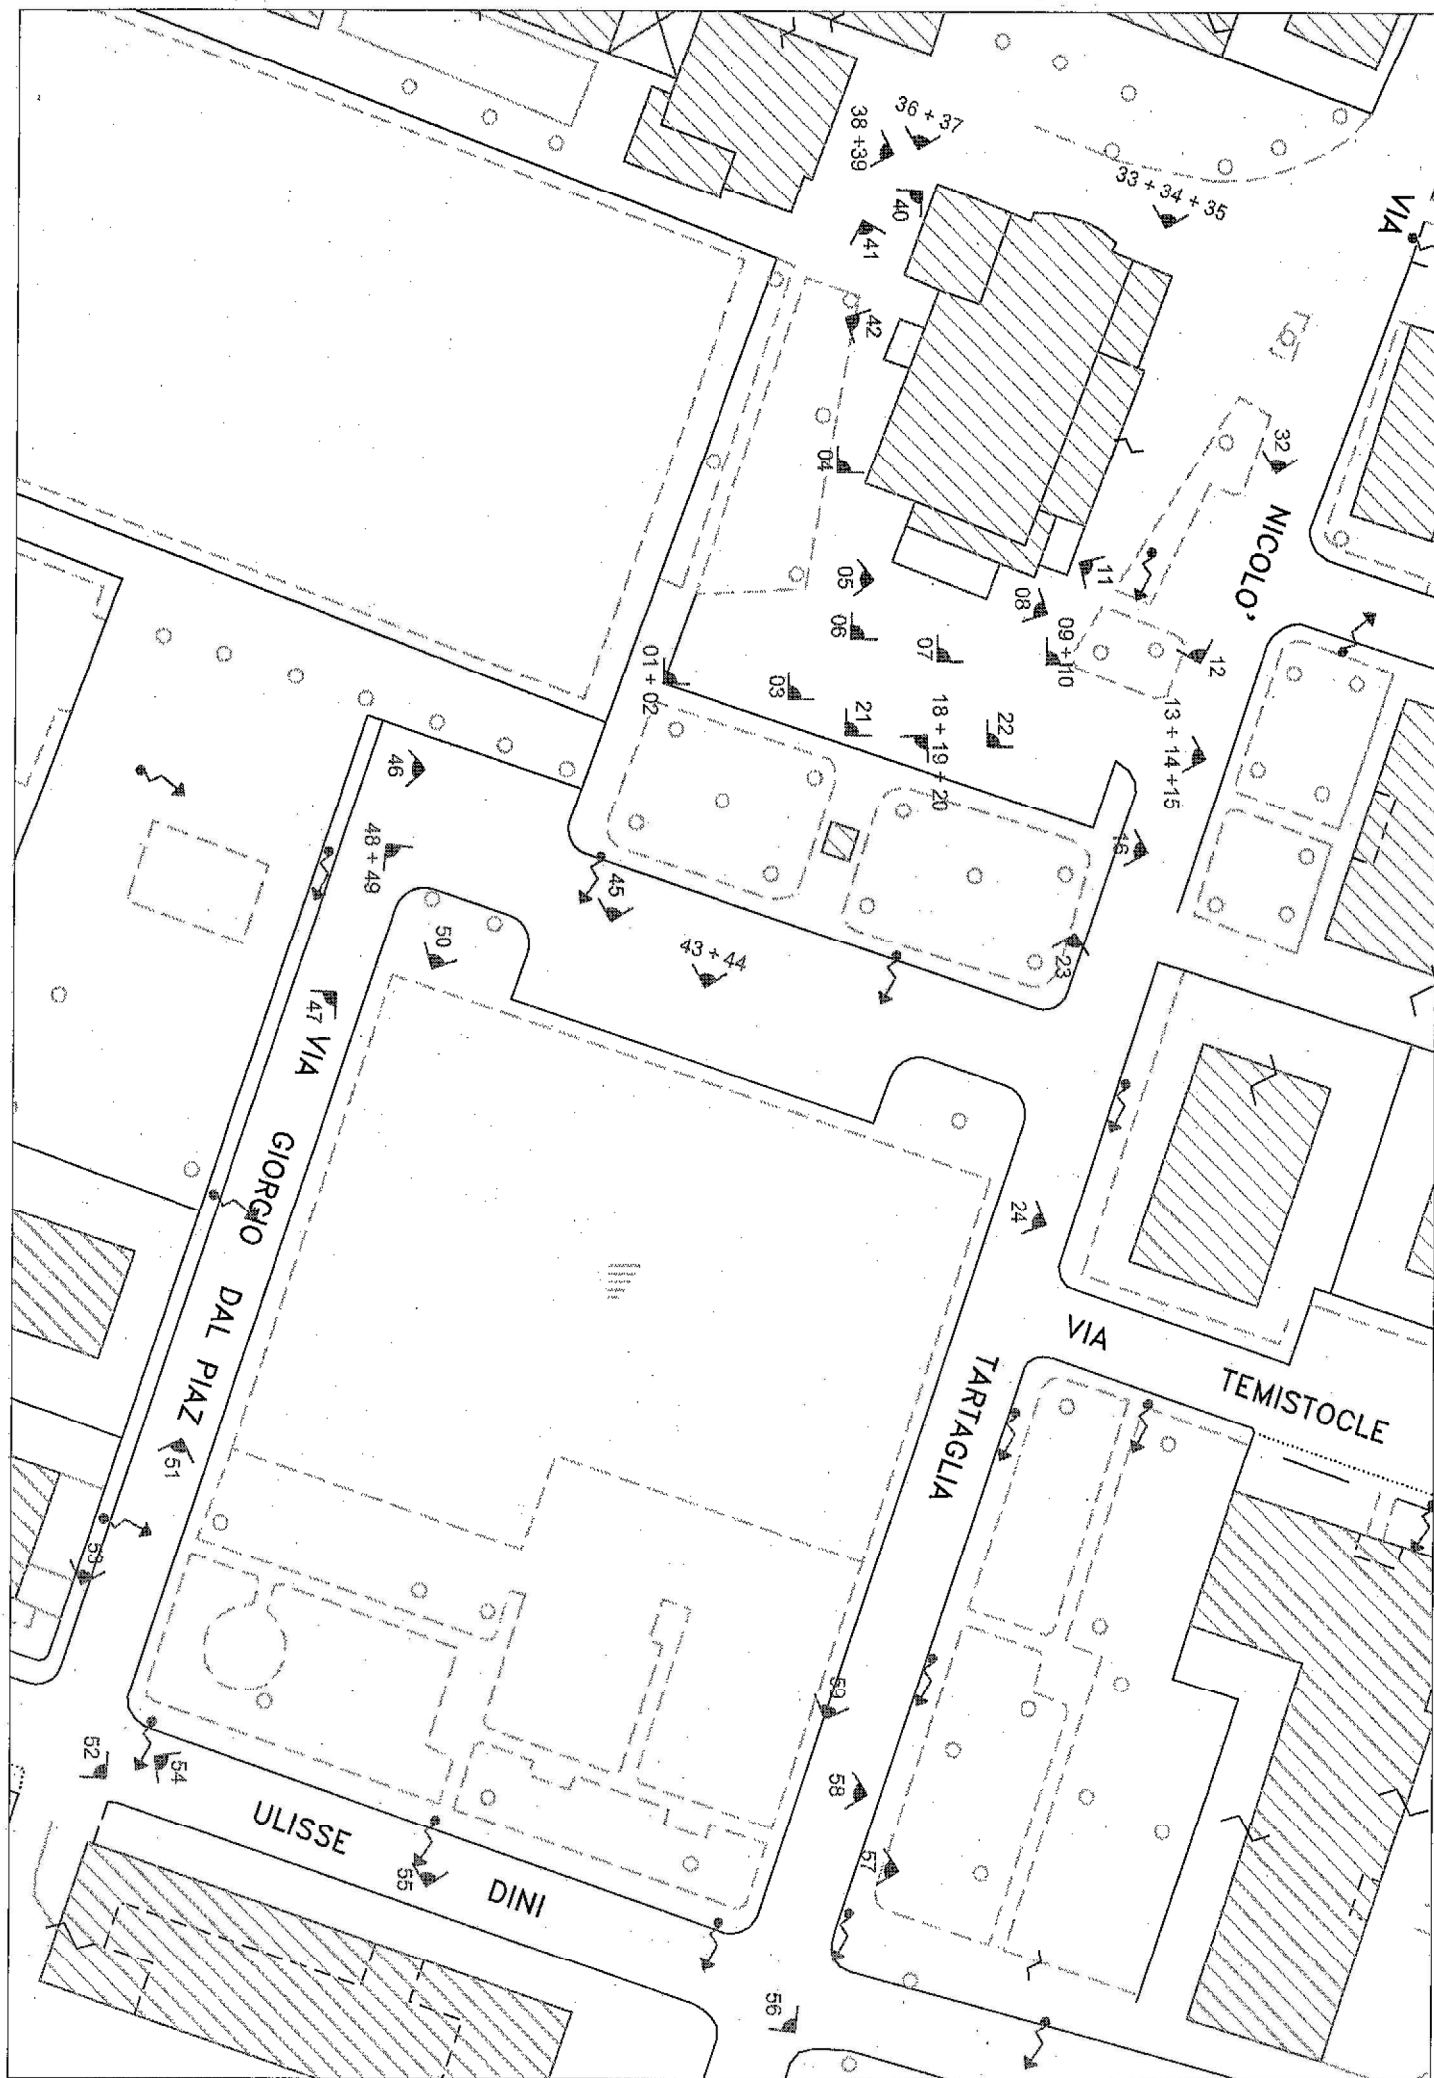 36 + 37
38 +39
33 + 34 + 35
40
41
42
VIA
32
NICOLO'
04
05
06
07
08
09 + 10
11
12
01 + 02
03
21
18 + 19 + 20
22
13 + 14 +15
16
23
46
48 + 49
45
50
43 + 44
47
VIA
GIORGIO
DAL PIAZ
24
VIA
TEMISTOCLE
TARTAGLIA
51
53
52
54
ULISSE
DINI
55
59
58
57
56